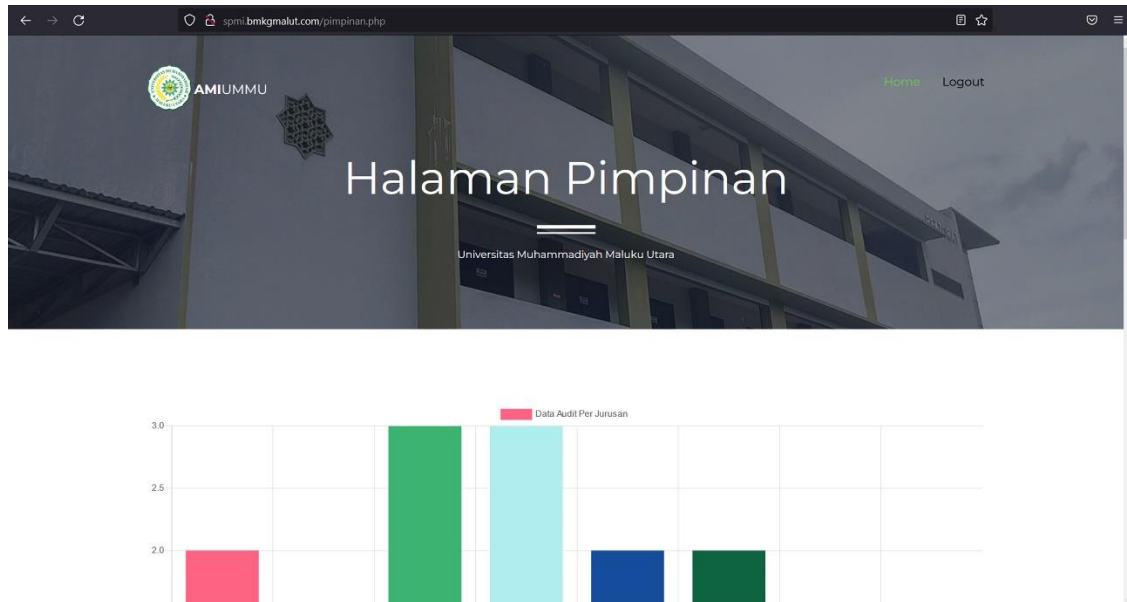 spmi.bmkgmalut.com/pimpinan.php
AMIUMMU
Home Logout
Halaman Pimpinan
Universitas Muhammadiyah Maluku Utara
Data Audit Per Jurusan
3.0
2.5
2.0